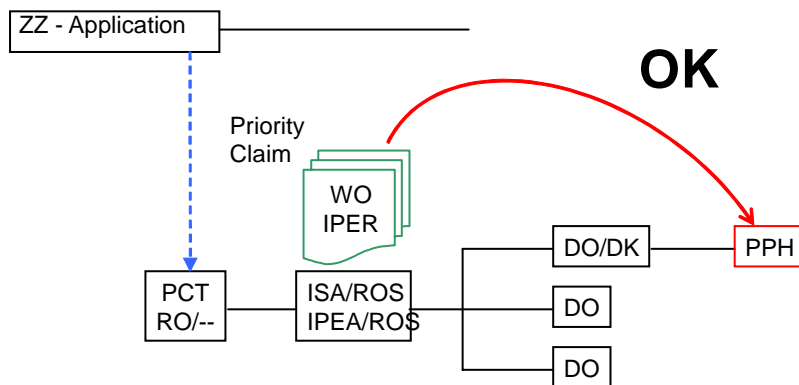 ZZ - Application
OK
Priority
Claim
WO
IPER
DO/DK
PPH
PCT
RO/--
ISA/ROS
IPEA/ROS
DO
DO